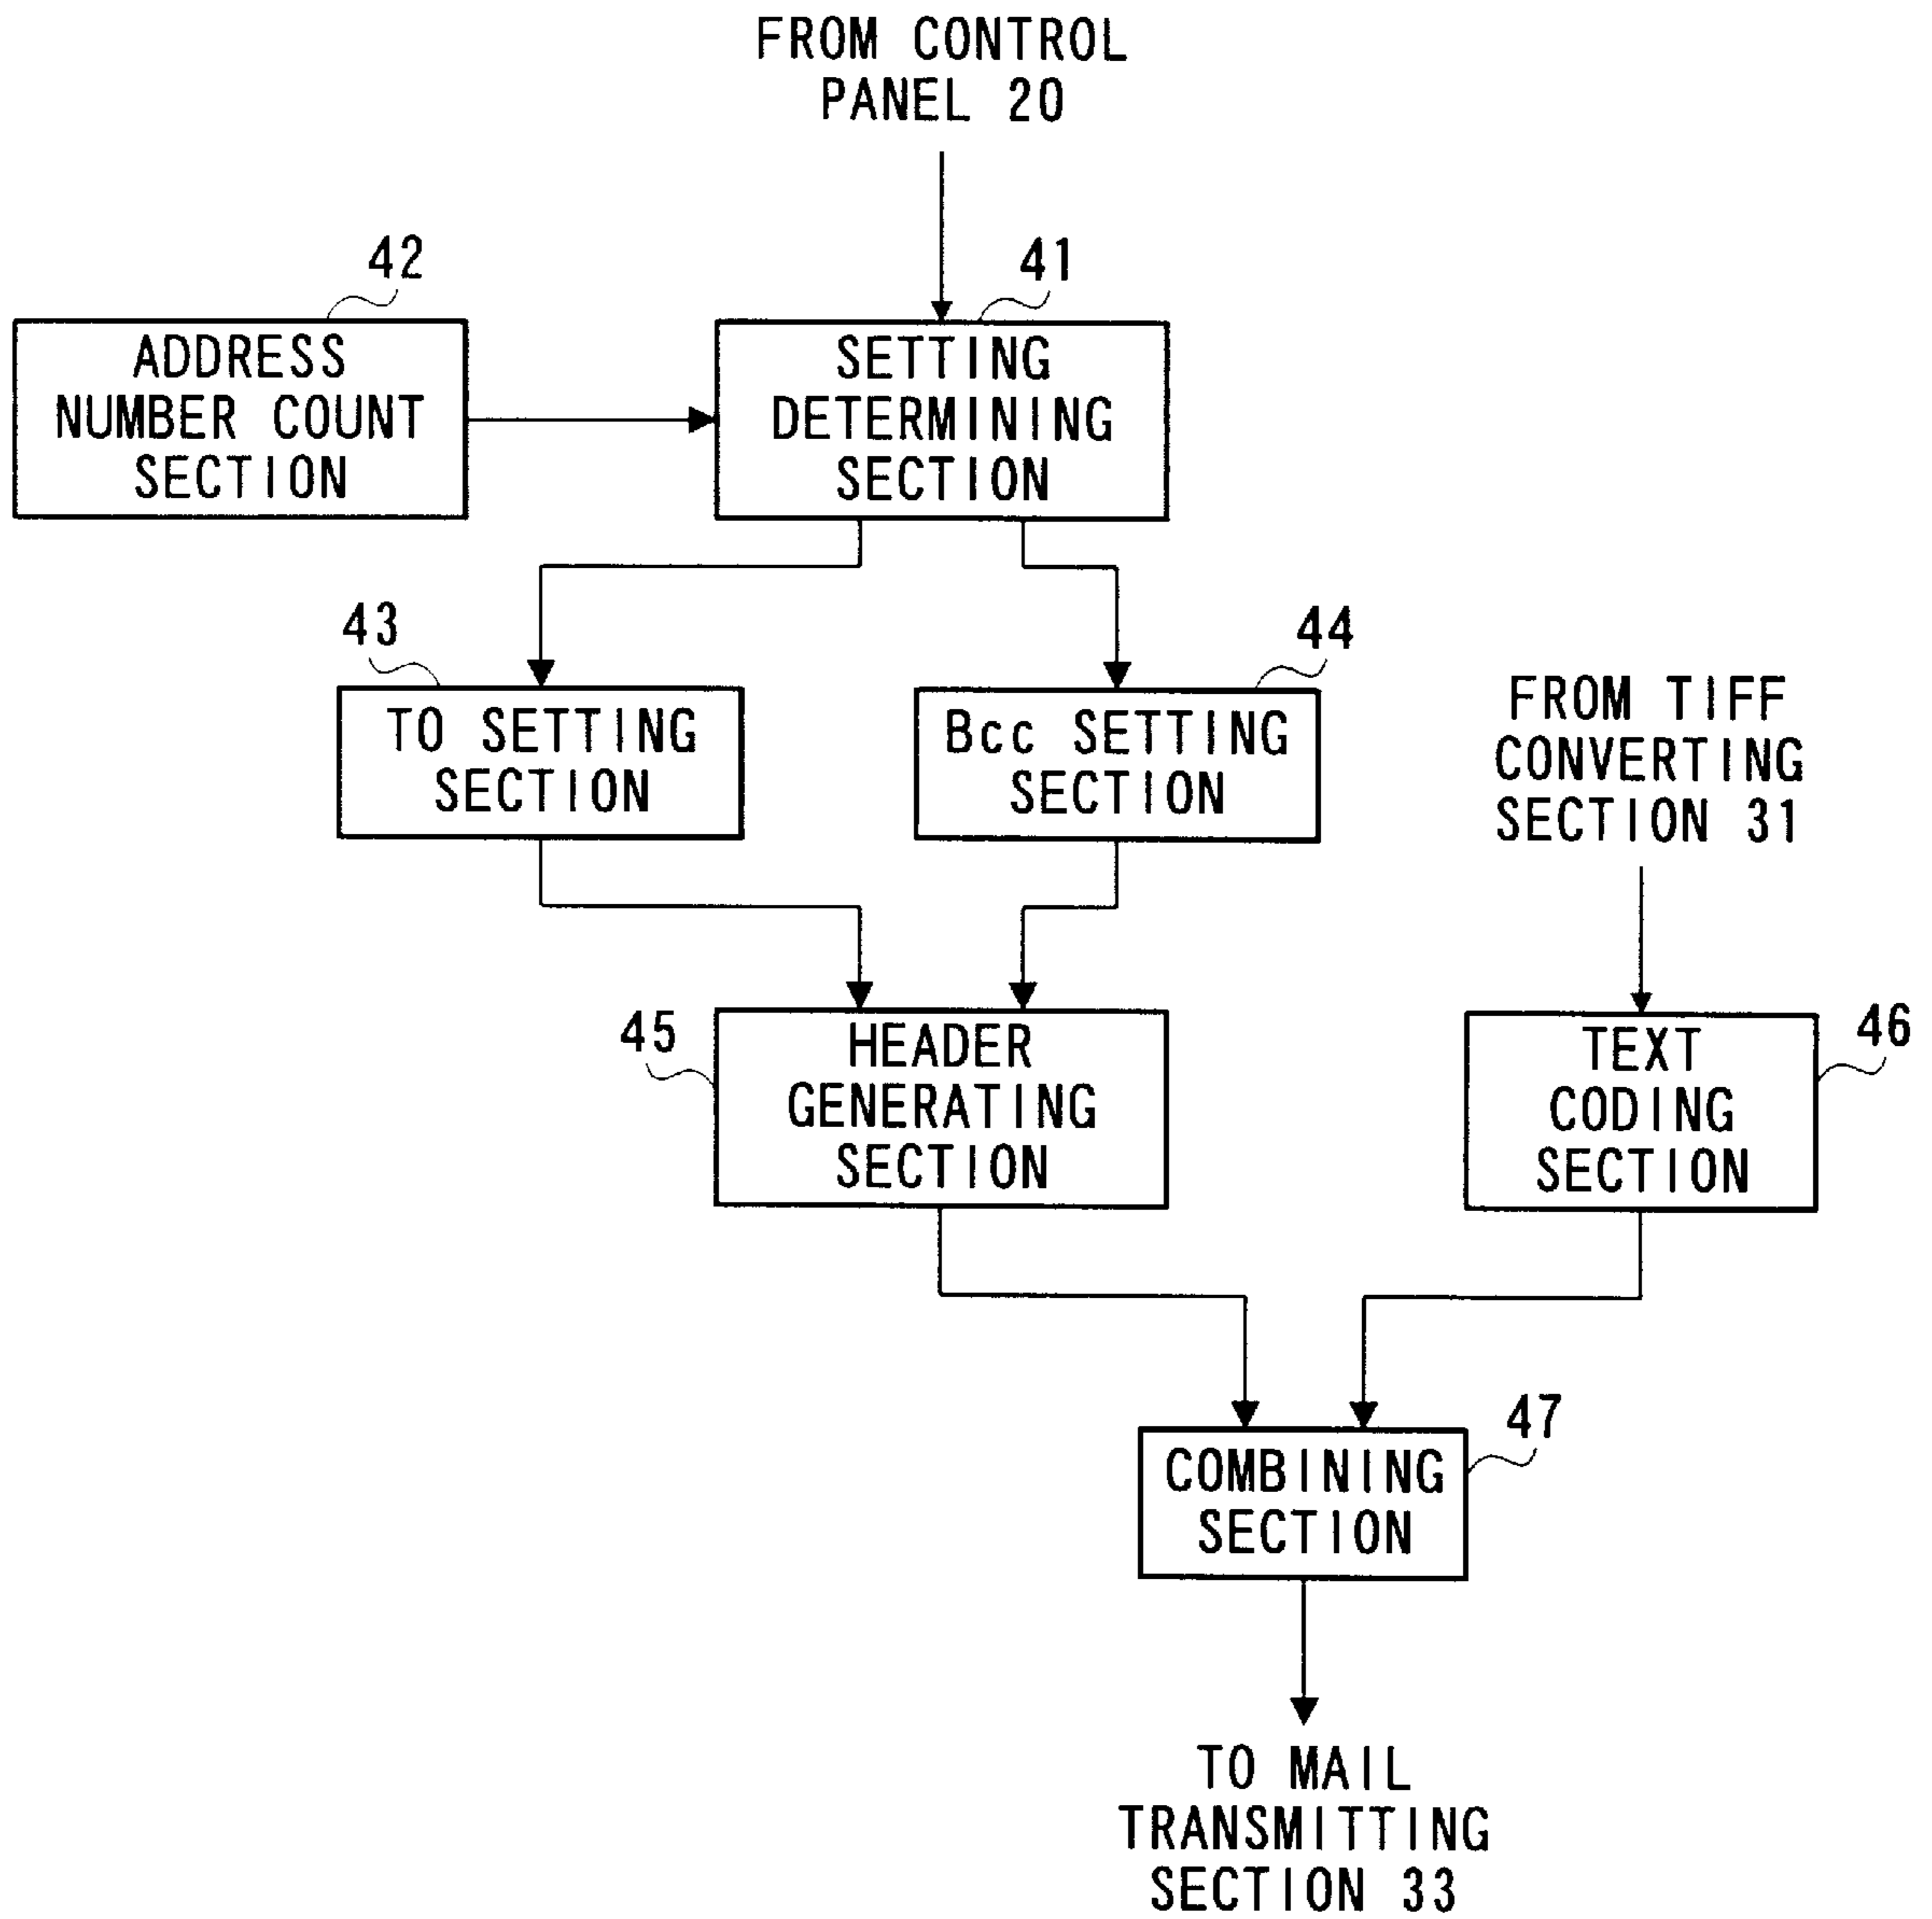 FROM CONTROL
PANEL 20
42
41
ADDRESS
NUMBER COUNT
SECTION
SETTING
DETERMINING
SECTION
43
44
TO SETTING
SECTION
Bcc SETTING
SECTION
FROM TIFF
CONVERTING
SECTION 31
45
HEADER
GENERATING
SECTION
46
TEXT
CODING
SECTION
47
COMBINING
SECTION
TO MAIL
TRANSMITTING
SECTION 33